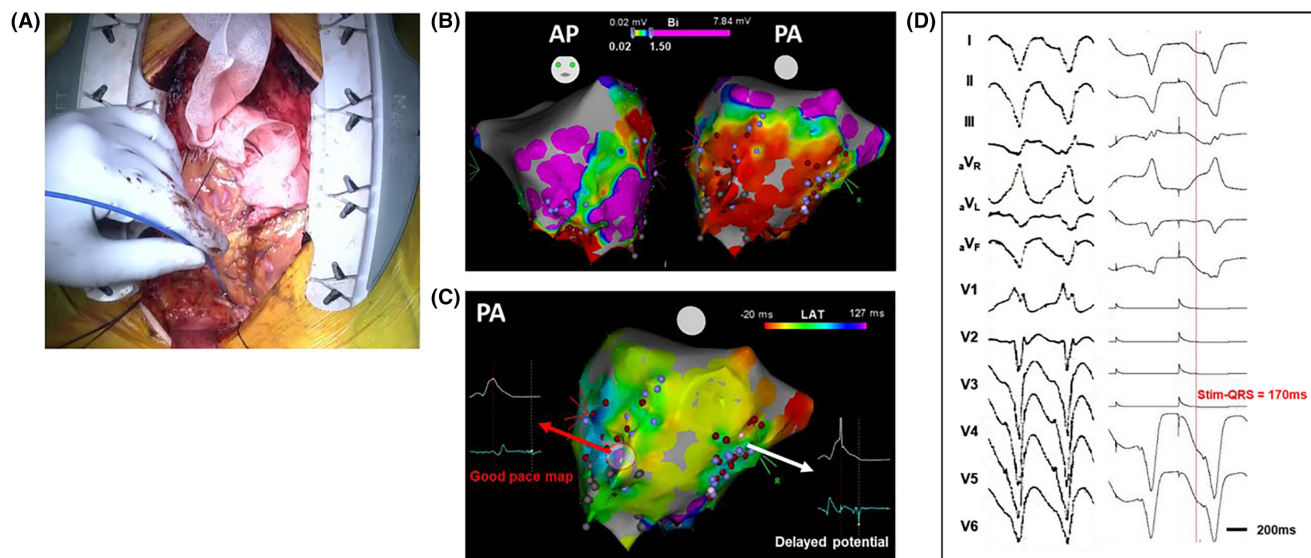 (A)
(B)
0.02 mV Bi 7.84 mV
0.02 1.50
AP
PA
R
(C)
PA
-20 ms LAT 127 ms
Good pace map
R
Delayed potential
(D)
I
II
III
aVR
aVL
aVF
V1
V2
V3
V4
V5
V6
Stim-QRS = 170ms
200ms